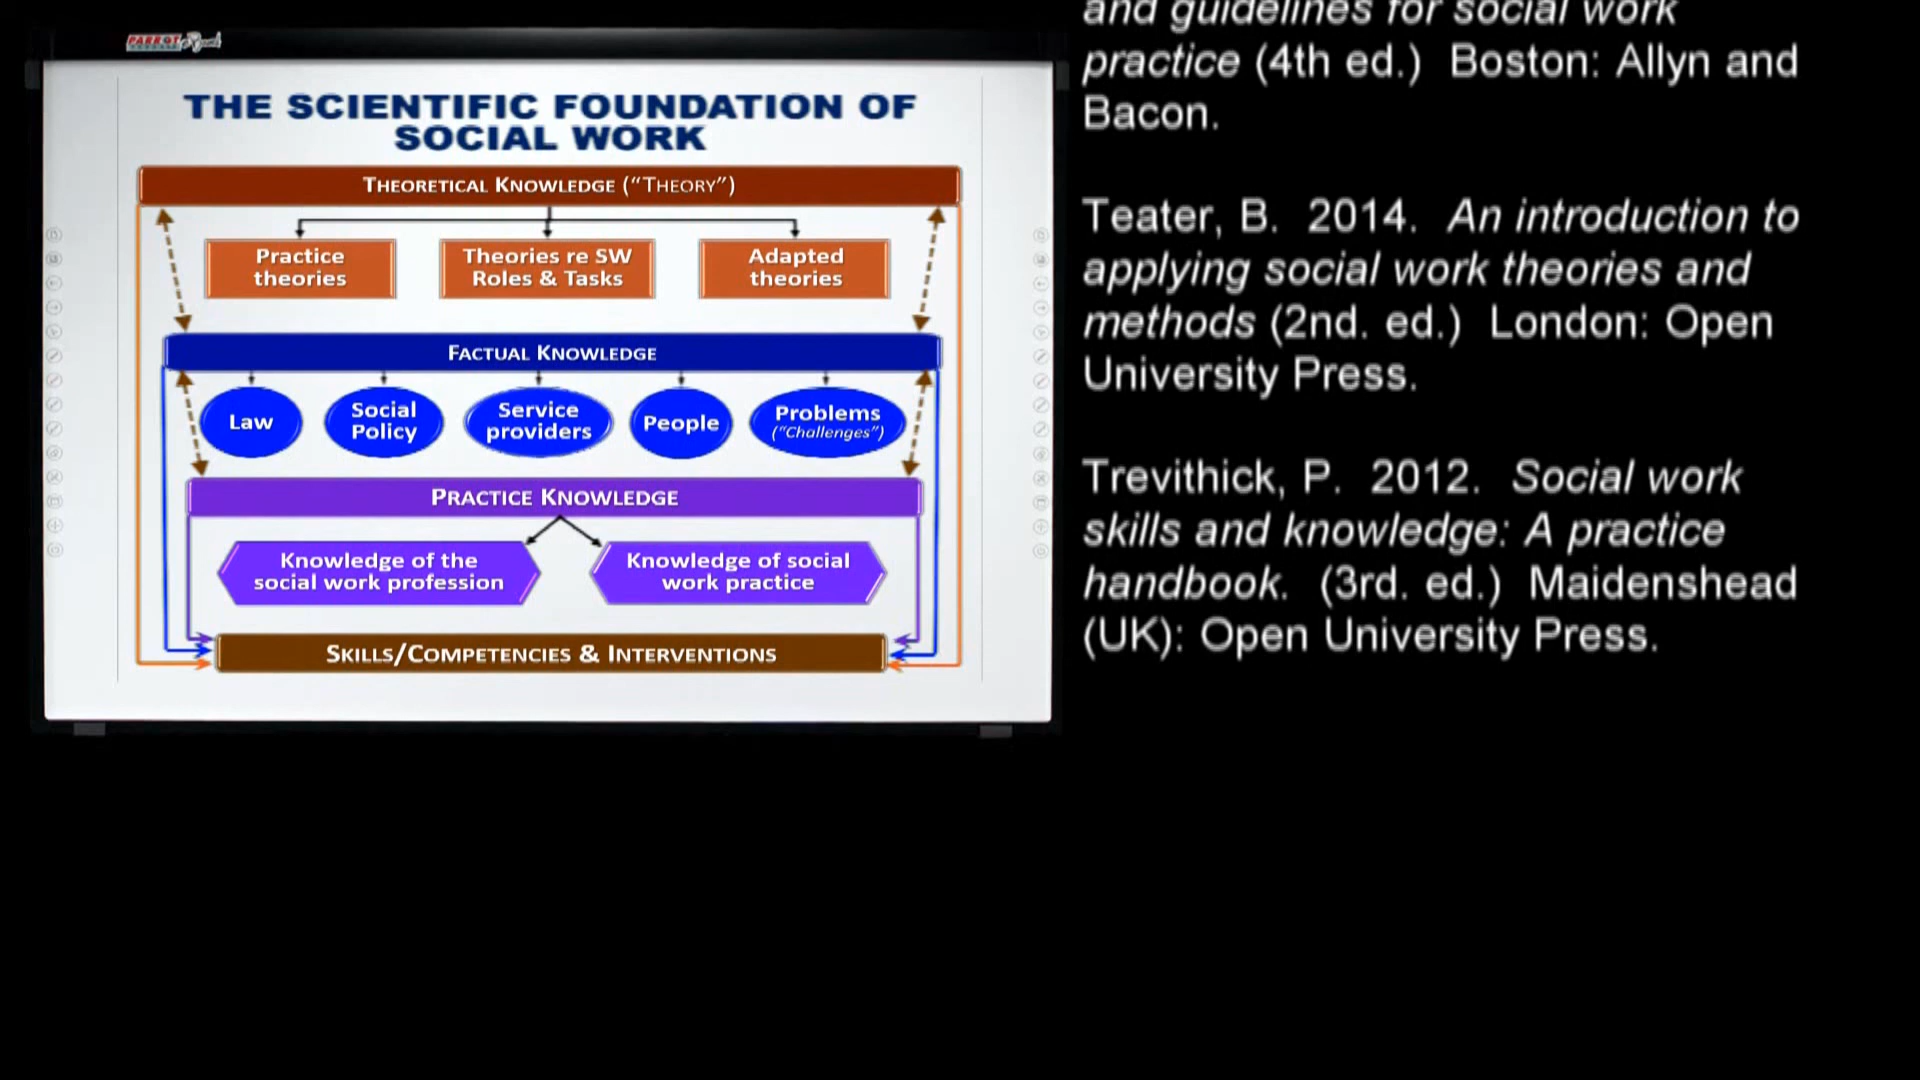 PARROT
THE SCIENTIFIC FOUNDATION OF
SOCIAL WORK
THEORETICAL KNOWLEDGE (“THEORY”)
Practice
theories
Theories re SW
Roles & Tasks
Adapted
theories
FACTUAL KNOWLEDGE
Law
Social
Policy
Service
providers
People
Problems
(“Challenges”)
PRACTICE KNOWLEDGE
Knowledge of the
social work profession
Knowledge of social
work practice
SKILLS/COMPETENCIES & INTERVENTIONS
and guidelines for social work
practice (4th ed.) Boston: Allyn and
Bacon.
Teater, B. 2014. An introduction to
applying social work theories and
methods (2nd. ed.) London: Open
University Press.
Trevithick, P. 2012. Social work
skills and knowledge: A practice
handbook. (3rd. ed.) Maidenshead
(UK): Open University Press.